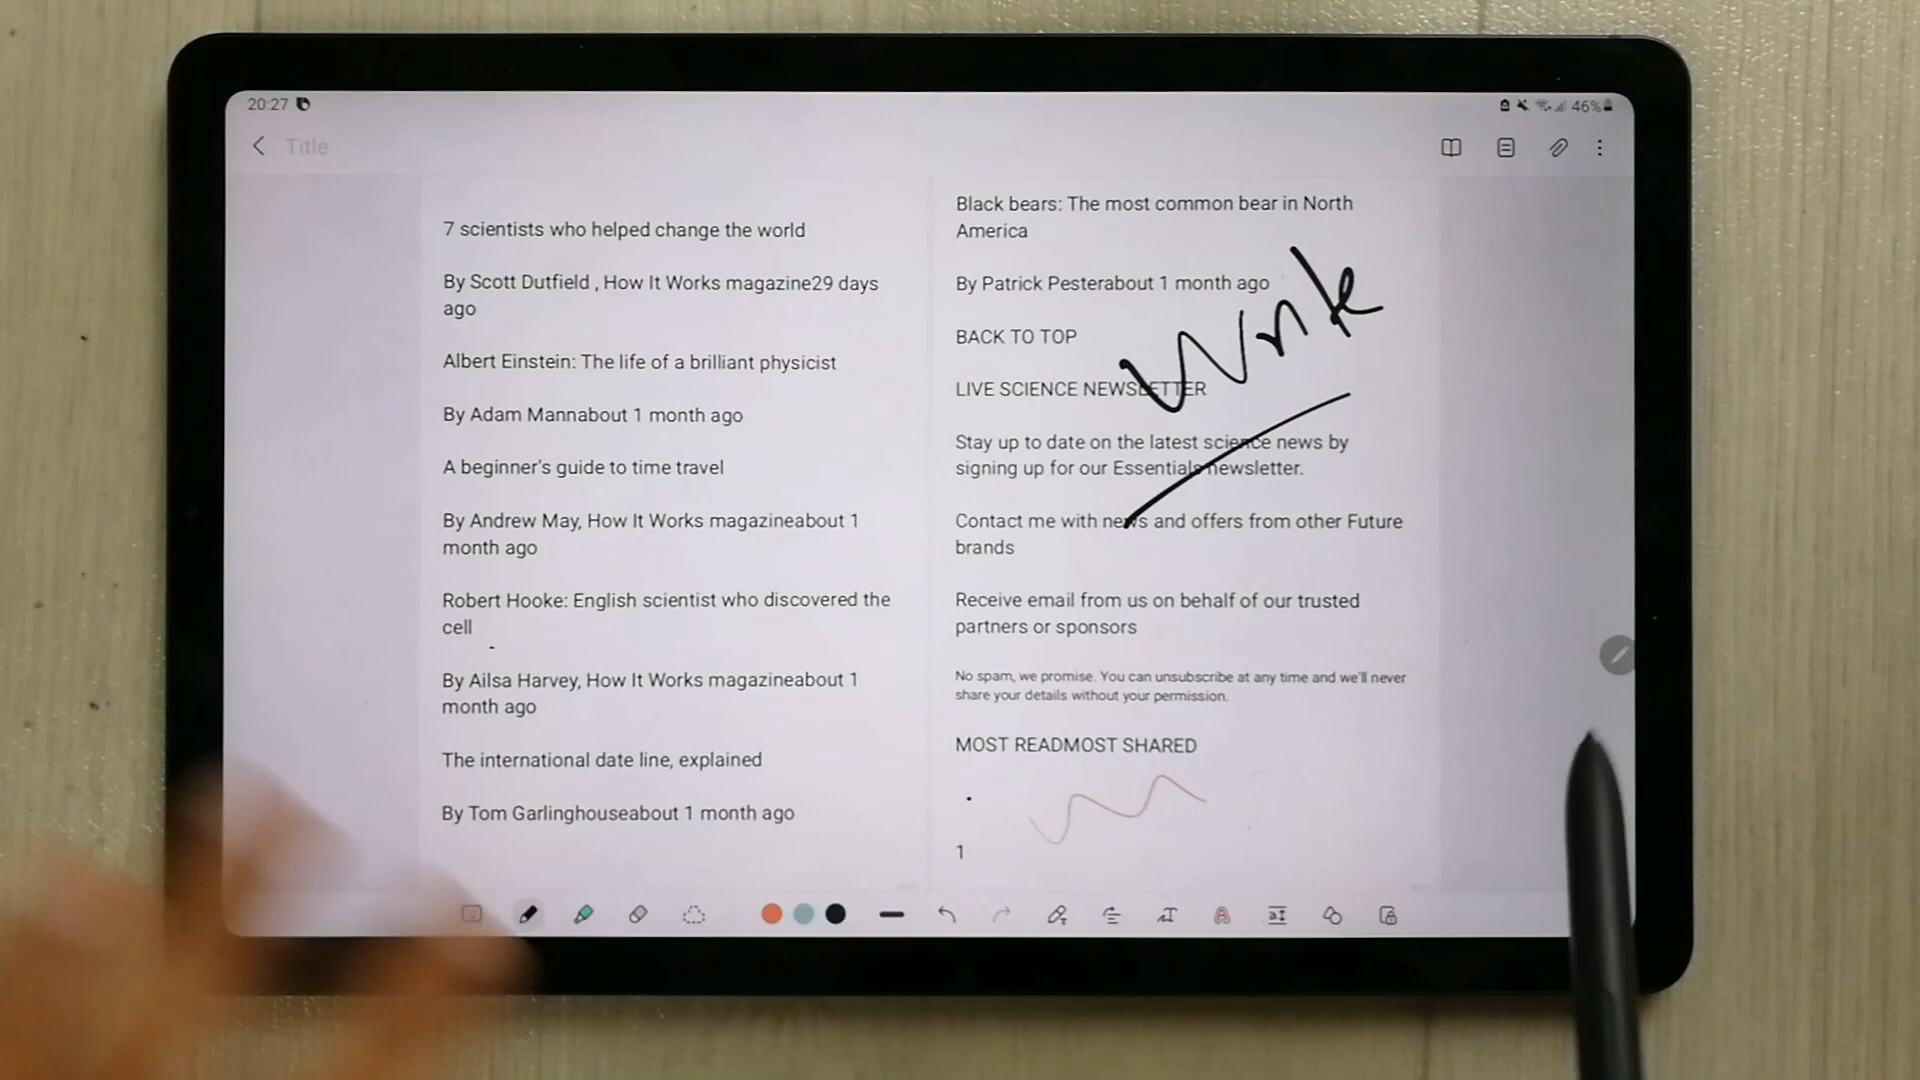 20:27
46%
Title
7 scientists who helped change the world
By Scott Dutfield , How It Works magazine29 days
ago
Albert Einstein: The life of a brilliant physicist
By Adam Mannabout 1 month ago
A beginner's guide to time travel
By Andrew May, How It Works magazineabout 1
month ago
Robert Hooke: English scientist who discovered the
cell
By Ailsa Harvey, How It Works magazineabout 1
month ago
The international date line, explained
By Tom Garlinghouseabout 1 month ago
Black bears: The most common bear in North
America
By Patrick Pesterabout 1 month ago
Write
BACK TO TOP
LIVE SCIENCE NEWSLETTER
Stay up to date on the latest science news by
signing up for our Essentials newsletter.
Contact me with news and offers from other Future
brands
Receive email from us on behalf of our trusted
partners or sponsors
No spam, we promise. You can unsubscribe at any time and we'll never
share your details without your permission.
MOST READMOST SHARED
1